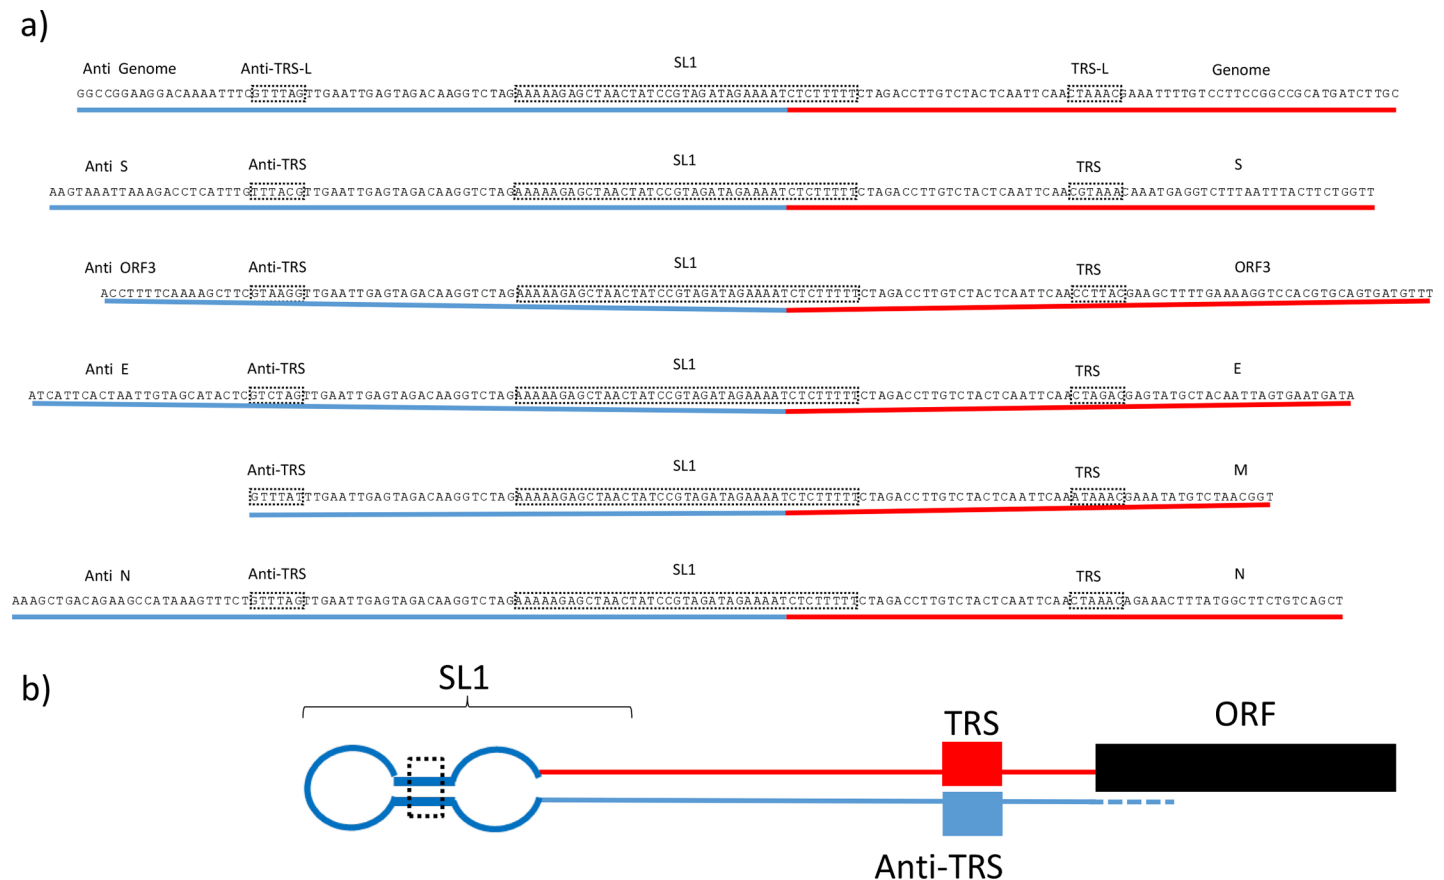 a)
Anti Genome Anti-TRS-L SL1 TRS-L Genome
GGCCGGAAGGACAAAATTTCGTTTAGTTGAATTGAGTAGACAAGGTCTAGAAAAAGAGCTAACTATCCGTAGATAGAAAATCTCTTTTTCTAGACCTTGTCTACTCAATTCAACTAAACGAAATTTTGTCCTTCCGGCCGCATGATCTTGC
Anti S Anti-TRS SL1 TRS S
AAGTAAATTAAAGACCTCATTTGTTTACGTTGAATTGAGTAGACAAGGTCTAGAAAAAGAGCTAACTATCCGTAGATAGAAAATCTCTTTTTCTAGACCTTGTCTACTCAATTCAACGTAAACAAATGAGGTCTTTAATTTACTTCTGGTT
Anti ORF3 Anti-TRS SL1 TRS ORF3
ACCTTTTCAAAAGCTTCGTAAGGTTGAATTGAGTAGACAAGGTCTAGAAAAAGAGCTAACTATCCGTAGATAGAAAATCTCTTTTTCTAGACCTTGTCTACTCAATTCAACCTTACGAAGCTTTTGAAAAGGTCCACGTGCAGTGATGTTT
Anti E Anti-TRS SL1 TRS E
ATCATTCACTAATTGTAGCATACTCGTCTAGTTGAATTGAGTAGACAAGGTCTAGAAAAAGAGCTAACTATCCGTAGATAGAAAATCTCTTTTTCTAGACCTTGTCTACTCAATTCAACTAGACGAGTATGCTACAATTAGTGAATGATA
Anti-TRS SL1 TRS M
GTTTATTTGAATTGAGTAGACAAGGTCTAGAAAAAGAGCTAACTATCCGTAGATAGAAAATCTCTTTTTCTAGACCTTGTCTACTCAATTCAAATAAACGAAATATGTCTAACGGT
Anti N Anti-TRS SL1 TRS N
AAAGCTGACAGAAGCCATAAAGTTTCTGTTTAGTTGAATTGAGTAGACAAGGTCTAGAAAAAGAGCTAACTATCCGTAGATAGAAAATCTCTTTTTCTAGACCTTGTCTACTCAATTCAACTAAACAGAAACTTTATGGCTTCTGTCAGCT
b)
SL1
TRS
ORF
Anti-TRS